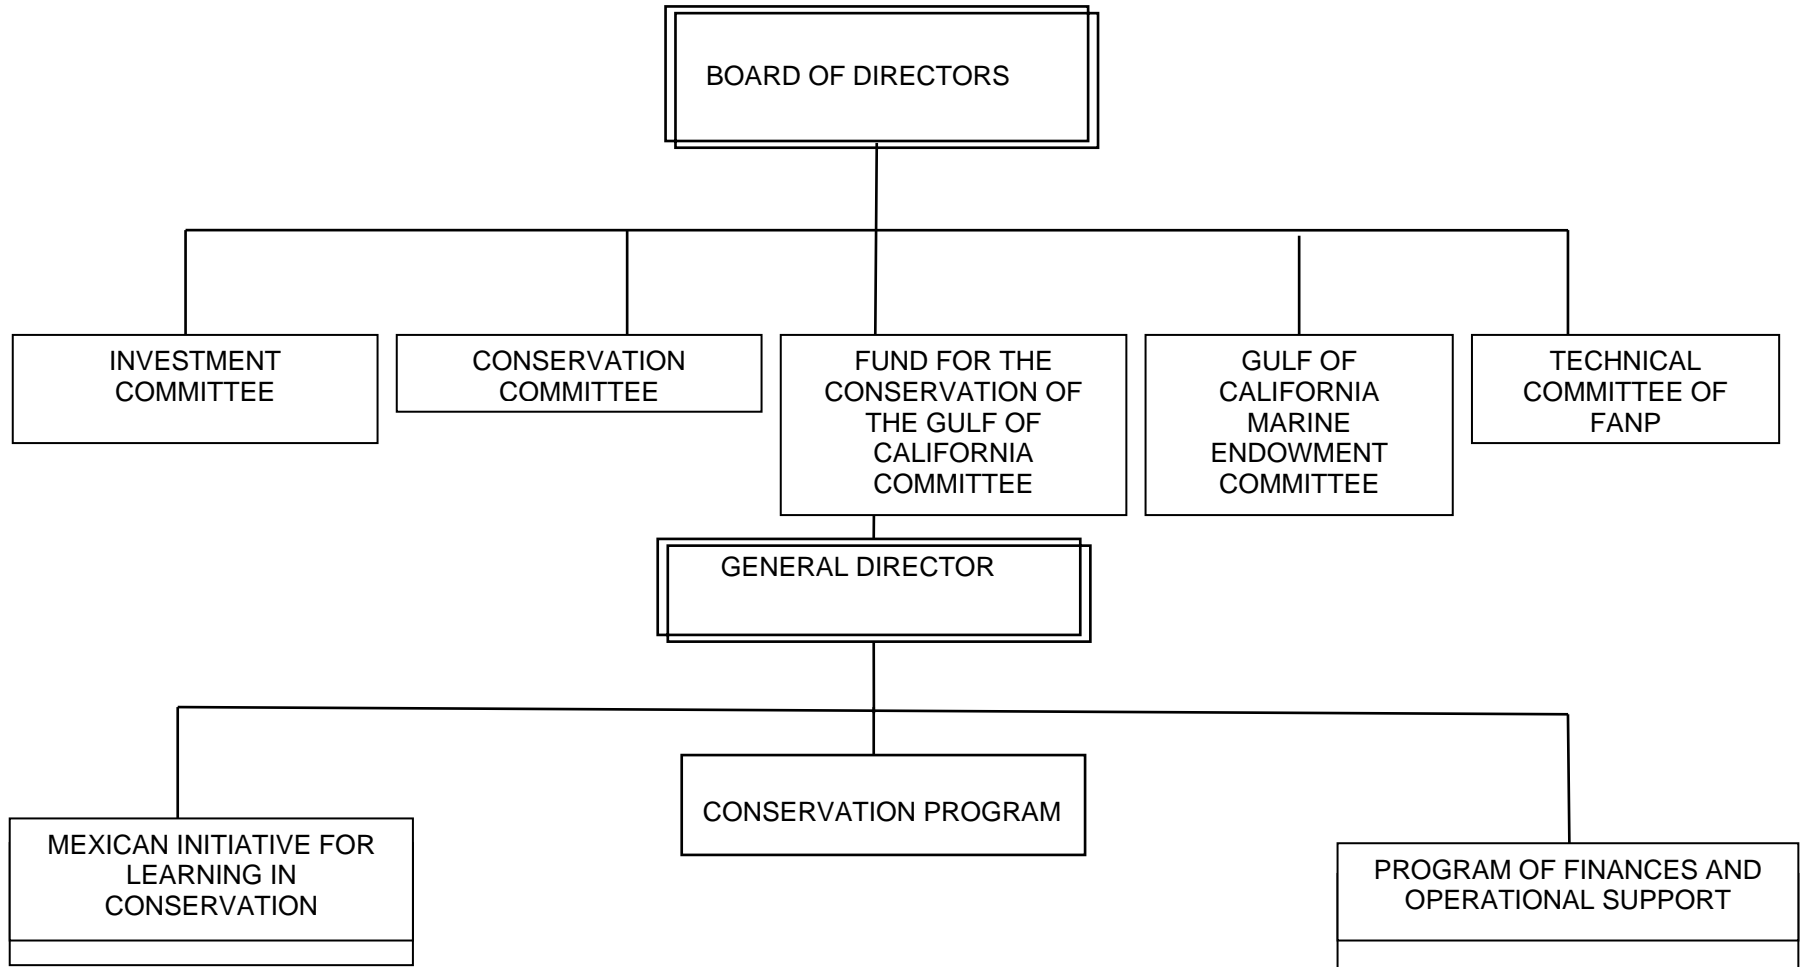 BOARD OF DIRECTORS
INVESTMENT
COMMITTEE
CONSERVATION
COMMITTEE
FUND FOR THE
CONSERVATION OF
THE GULF OF
CALIFORNIA
COMMITTEE
GULF OF
CALIFORNIA
MARINE
ENDOWMENT
COMMITTEE
TECHNICAL
COMMITTEE OF
FANP
GENERAL DIRECTOR
MEXICAN INITIATIVE FOR
LEARNING IN
CONSERVATION
CONSERVATION PROGRAM
PROGRAM OF FINANCES AND
OPERATIONAL SUPPORT